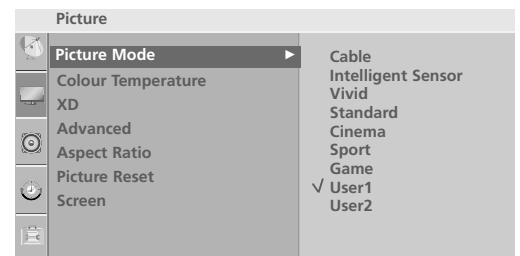 Picture
Picture Mode ►
Colour Temperature
XD
Advanced
Aspect Ratio
Picture Reset
Screen
Cable
Intelligent Sensor
Vivid
Standard
Cinema
Sport
Game
√ User1
User2